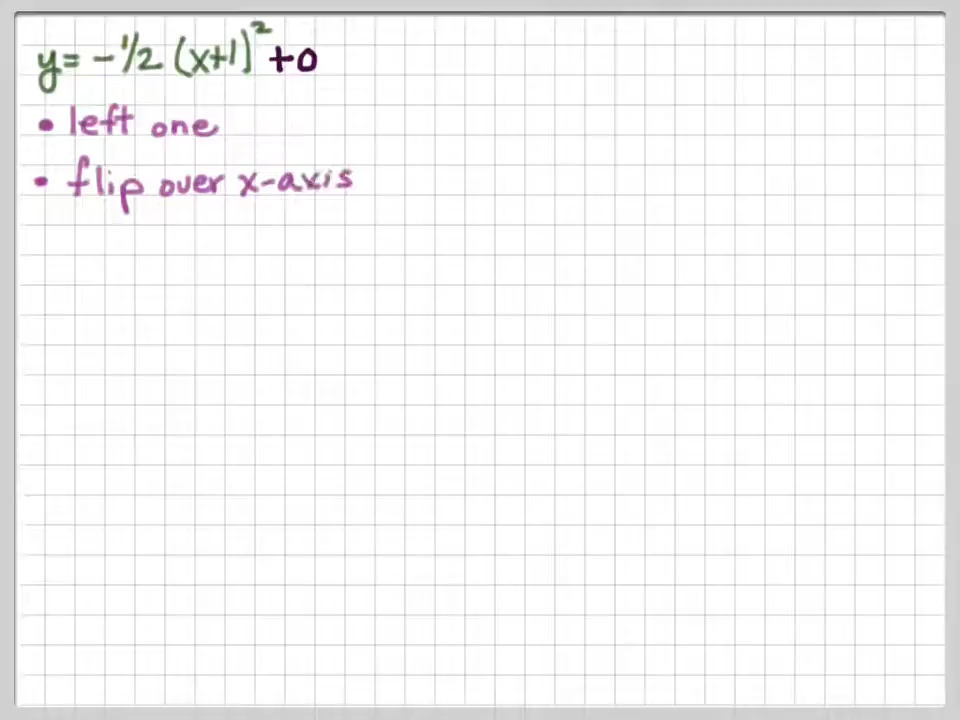 y = -1/2 (x+1)² +0
• left one
• flip over x-axis